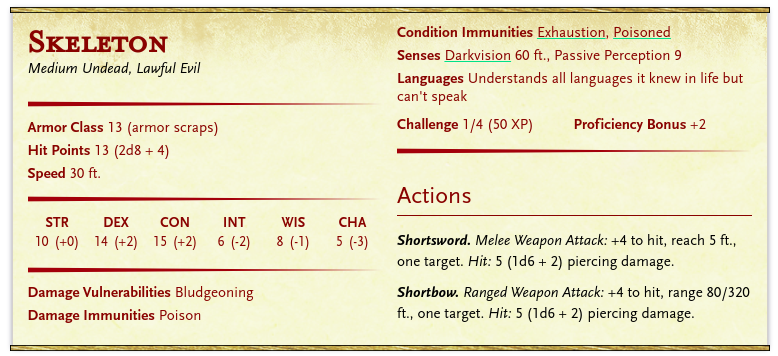 Skeleton
Medium Undead, Lawful Evil
Armor Class 13 (armor scraps)
Hit Points 13 (2d8 + 4)
Speed 30 ft.
STR DEX CON INT WIS CHA
10 (+0) 14 (+2) 15 (+2) 6 (-2) 8 (-1) 5 (-3)
Damage Vulnerabilities Bludgeoning
Damage Immunities Poison
Condition Immunities Exhaustion, Poisoned
Senses Darkvision 60 ft., Passive Perception 9
Languages Understands all languages it knew in life but
can't speak
Challenge 1/4 (50 XP) Proficiency Bonus +2
Actions
Shortsword. Melee Weapon Attack: +4 to hit, reach 5 ft.,
one target. Hit: 5 (1d6 + 2) piercing damage.
Shortbow. Ranged Weapon Attack: +4 to hit, range 80/320
ft., one target. Hit: 5 (1d6 + 2) piercing damage.